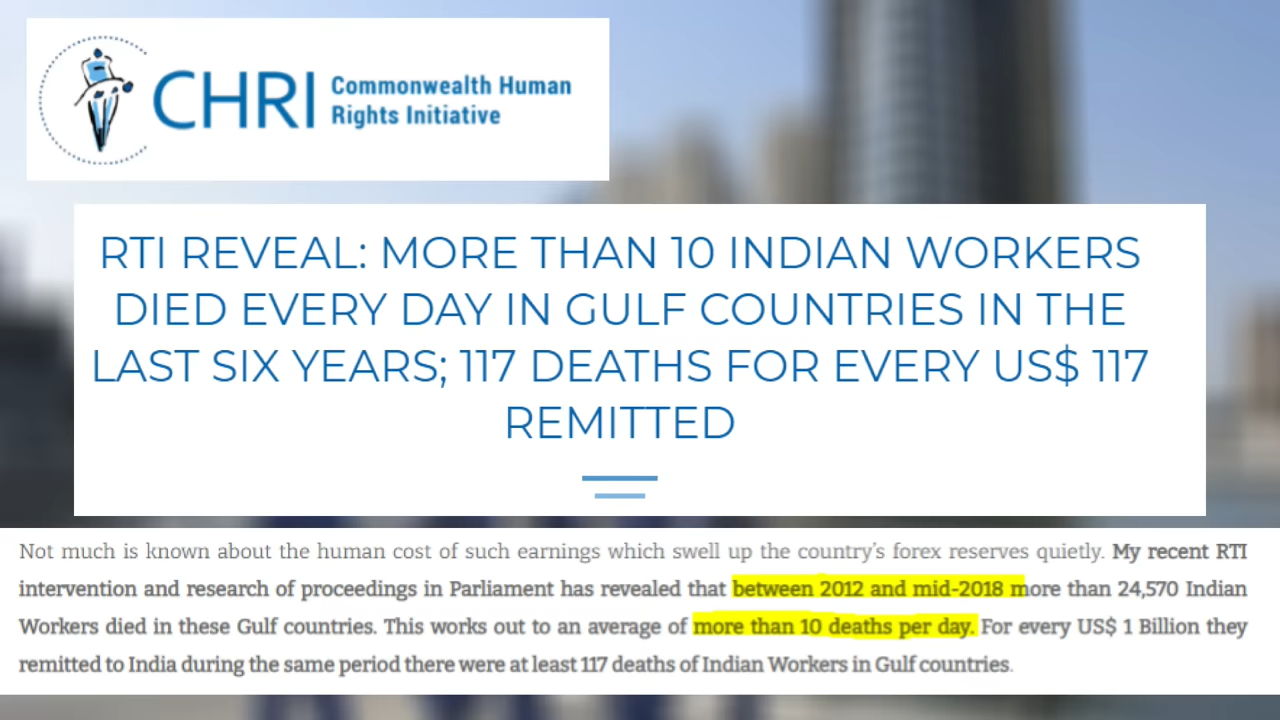 CHRI Commonwealth Human
Rights Initiative
RTI REVEAL: MORE THAN 10 INDIAN WORKERS
DIED EVERY DAY IN GULF COUNTRIES IN THE
LAST SIX YEARS; 117 DEATHS FOR EVERY US$ 117
REMITTED
Not much is known about the human cost of such earnings which swell up the country's forex reserves quietly. My recent RTI
intervention and research of proceedings in Parliament has revealed that between 2012 and mid-2018 more than 24,570 Indian
Workers died in these Gulf countries. This works out to an average of more than 10 deaths per day. For every US$ 1 Billion they
remitted to India during the same period there were at least 117 deaths of Indian Workers in Gulf countries.